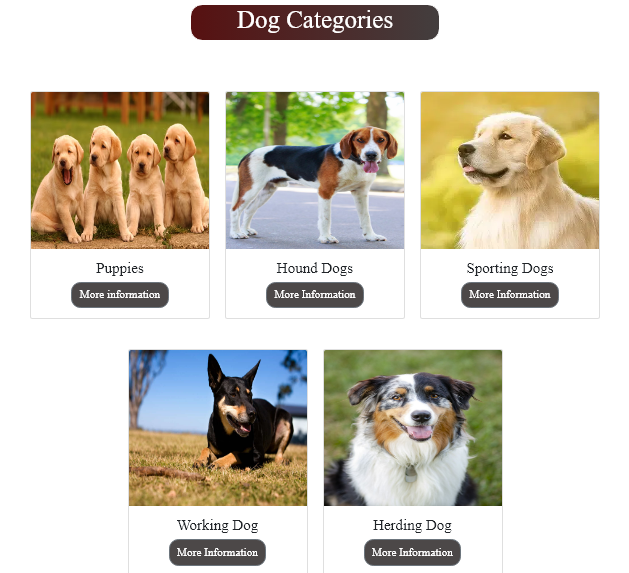 Dog Categories
Puppies
Hound Dogs
Sporting Dogs
More information
More Information
More Information
Working Dog
Herding Dog
More Information
More Information